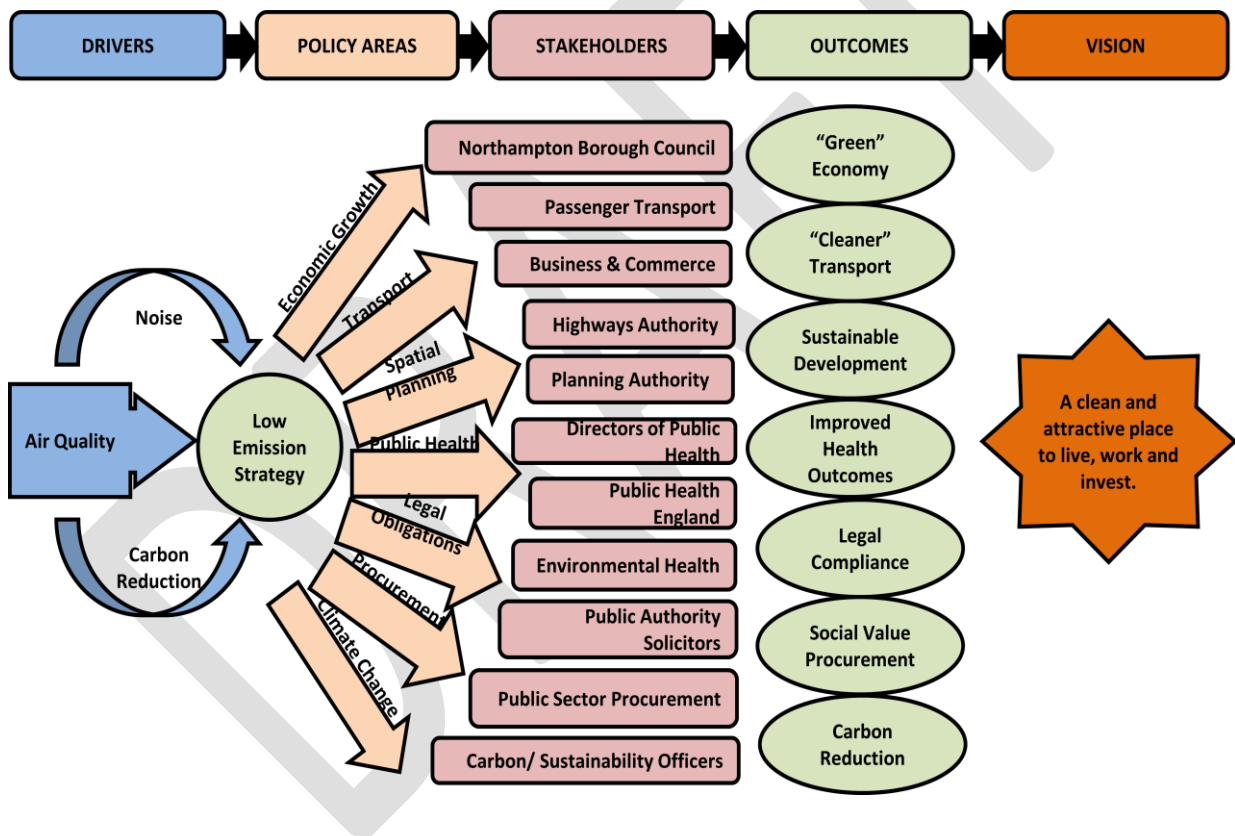 DRIVERS
POLICY AREAS
STAKEHOLDERS
OUTCOMES
VISION
Noise
Air Quality
Carbon
Reduction
Low
Emission
Strategy
Economic Growth
Transport
Spatial
Planning
Public Health
Legal
Obligations
Procurement
Climate Change
Northampton Borough Council
Passenger Transport
Business & Commerce
Highways Authority
Planning Authority
Directors of Public
Health
Public Health
England
Environmental Health
Public Authority
Solicitors
Public Sector Procurement
Carbon/ Sustainability Officers
“Green”
Economy
“Cleaner”
Transport
Sustainable
Development
Improved
Health
Outcomes
Legal
Compliance
Social Value
Procurement
Carbon
Reduction
A clean and
attractive place
to live, work and
invest.
DRAFT